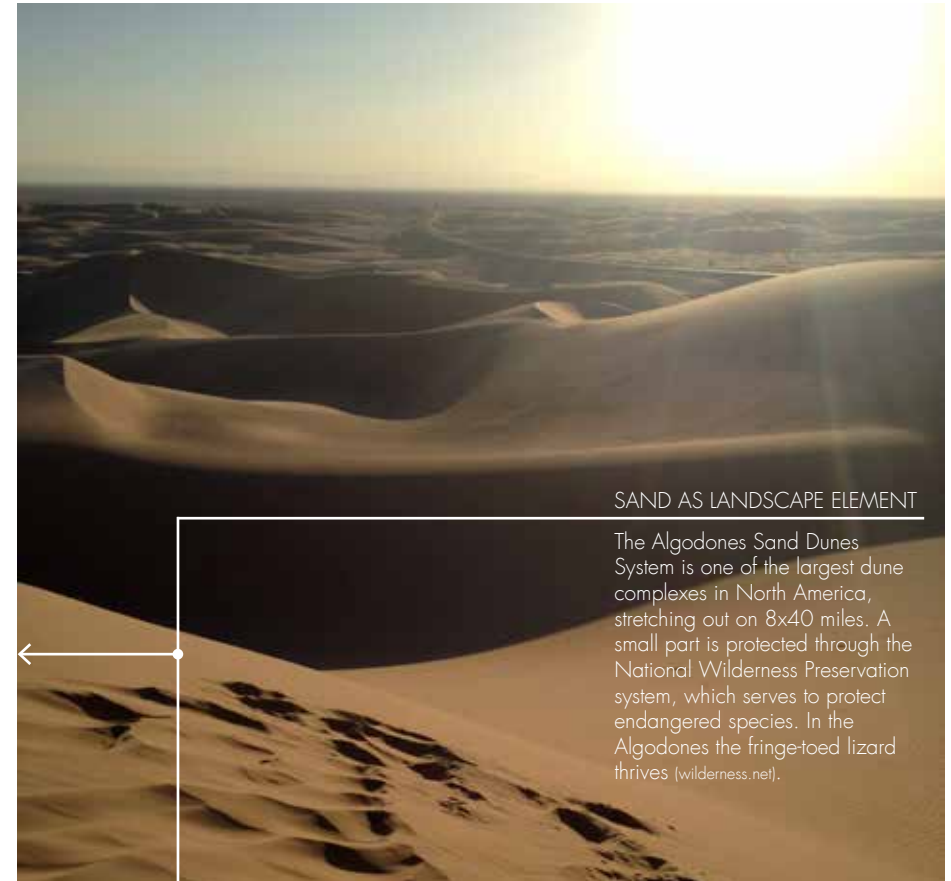 SAND AS LANDSCAPE ELEMENT
The Algodones Sand Dunes
System is one of the largest dune
complexes in North America,
stretching out on 8x40 miles. A
small part is protected through the
National Wilderness Preservation
system, which serves to protect
endangered species. In the
Algodones the fringe-toed lizard
thrives (wilderness.net).